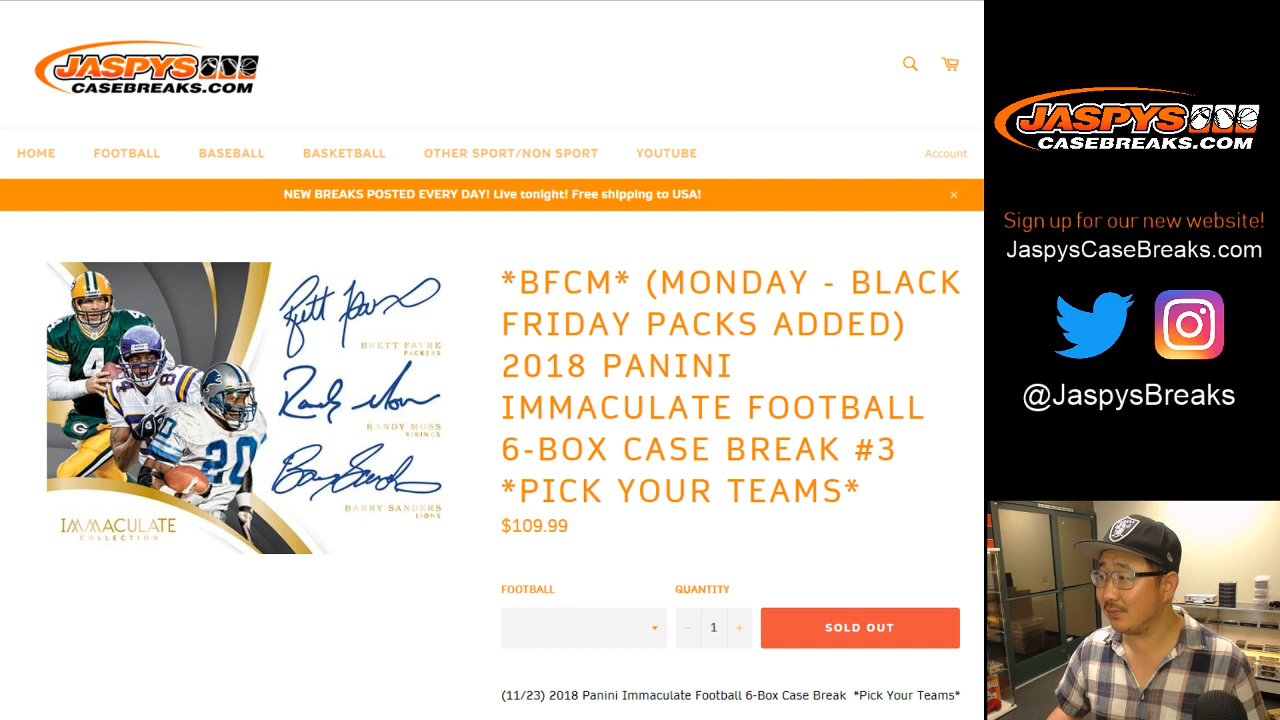 JASPYS
CASEBREAKS.COM
HOME FOOTBALL BASEBALL BASKETBALL OTHER SPORT/NON SPORT YOUTUBE Account
NEW BREAKS POSTED EVERY DAY! Live tonight! Free shipping to USA! ×
4
84
20
BRETT FAVRE
PACKERS
RANDY MOSS
VIKINGS
BARRY SANDERS
LIONS
IMMACULATE
COLLECTION
*BFCM* (MONDAY - BLACK
FRIDAY PACKS ADDED)
2018 PANINI
IMMACULATE FOOTBALL
6-BOX CASE BREAK #3
*PICK YOUR TEAMS*
$109.99
FOOTBALL QUANTITY
− 1 + SOLD OUT
(11/23) 2018 Panini Immaculate Football 6-Box Case Break *Pick Your Teams*
JASPYS
CASEBREAKS.COM
Sign up for our new website!
JaspysCaseBreaks.com
@JaspysBreaks